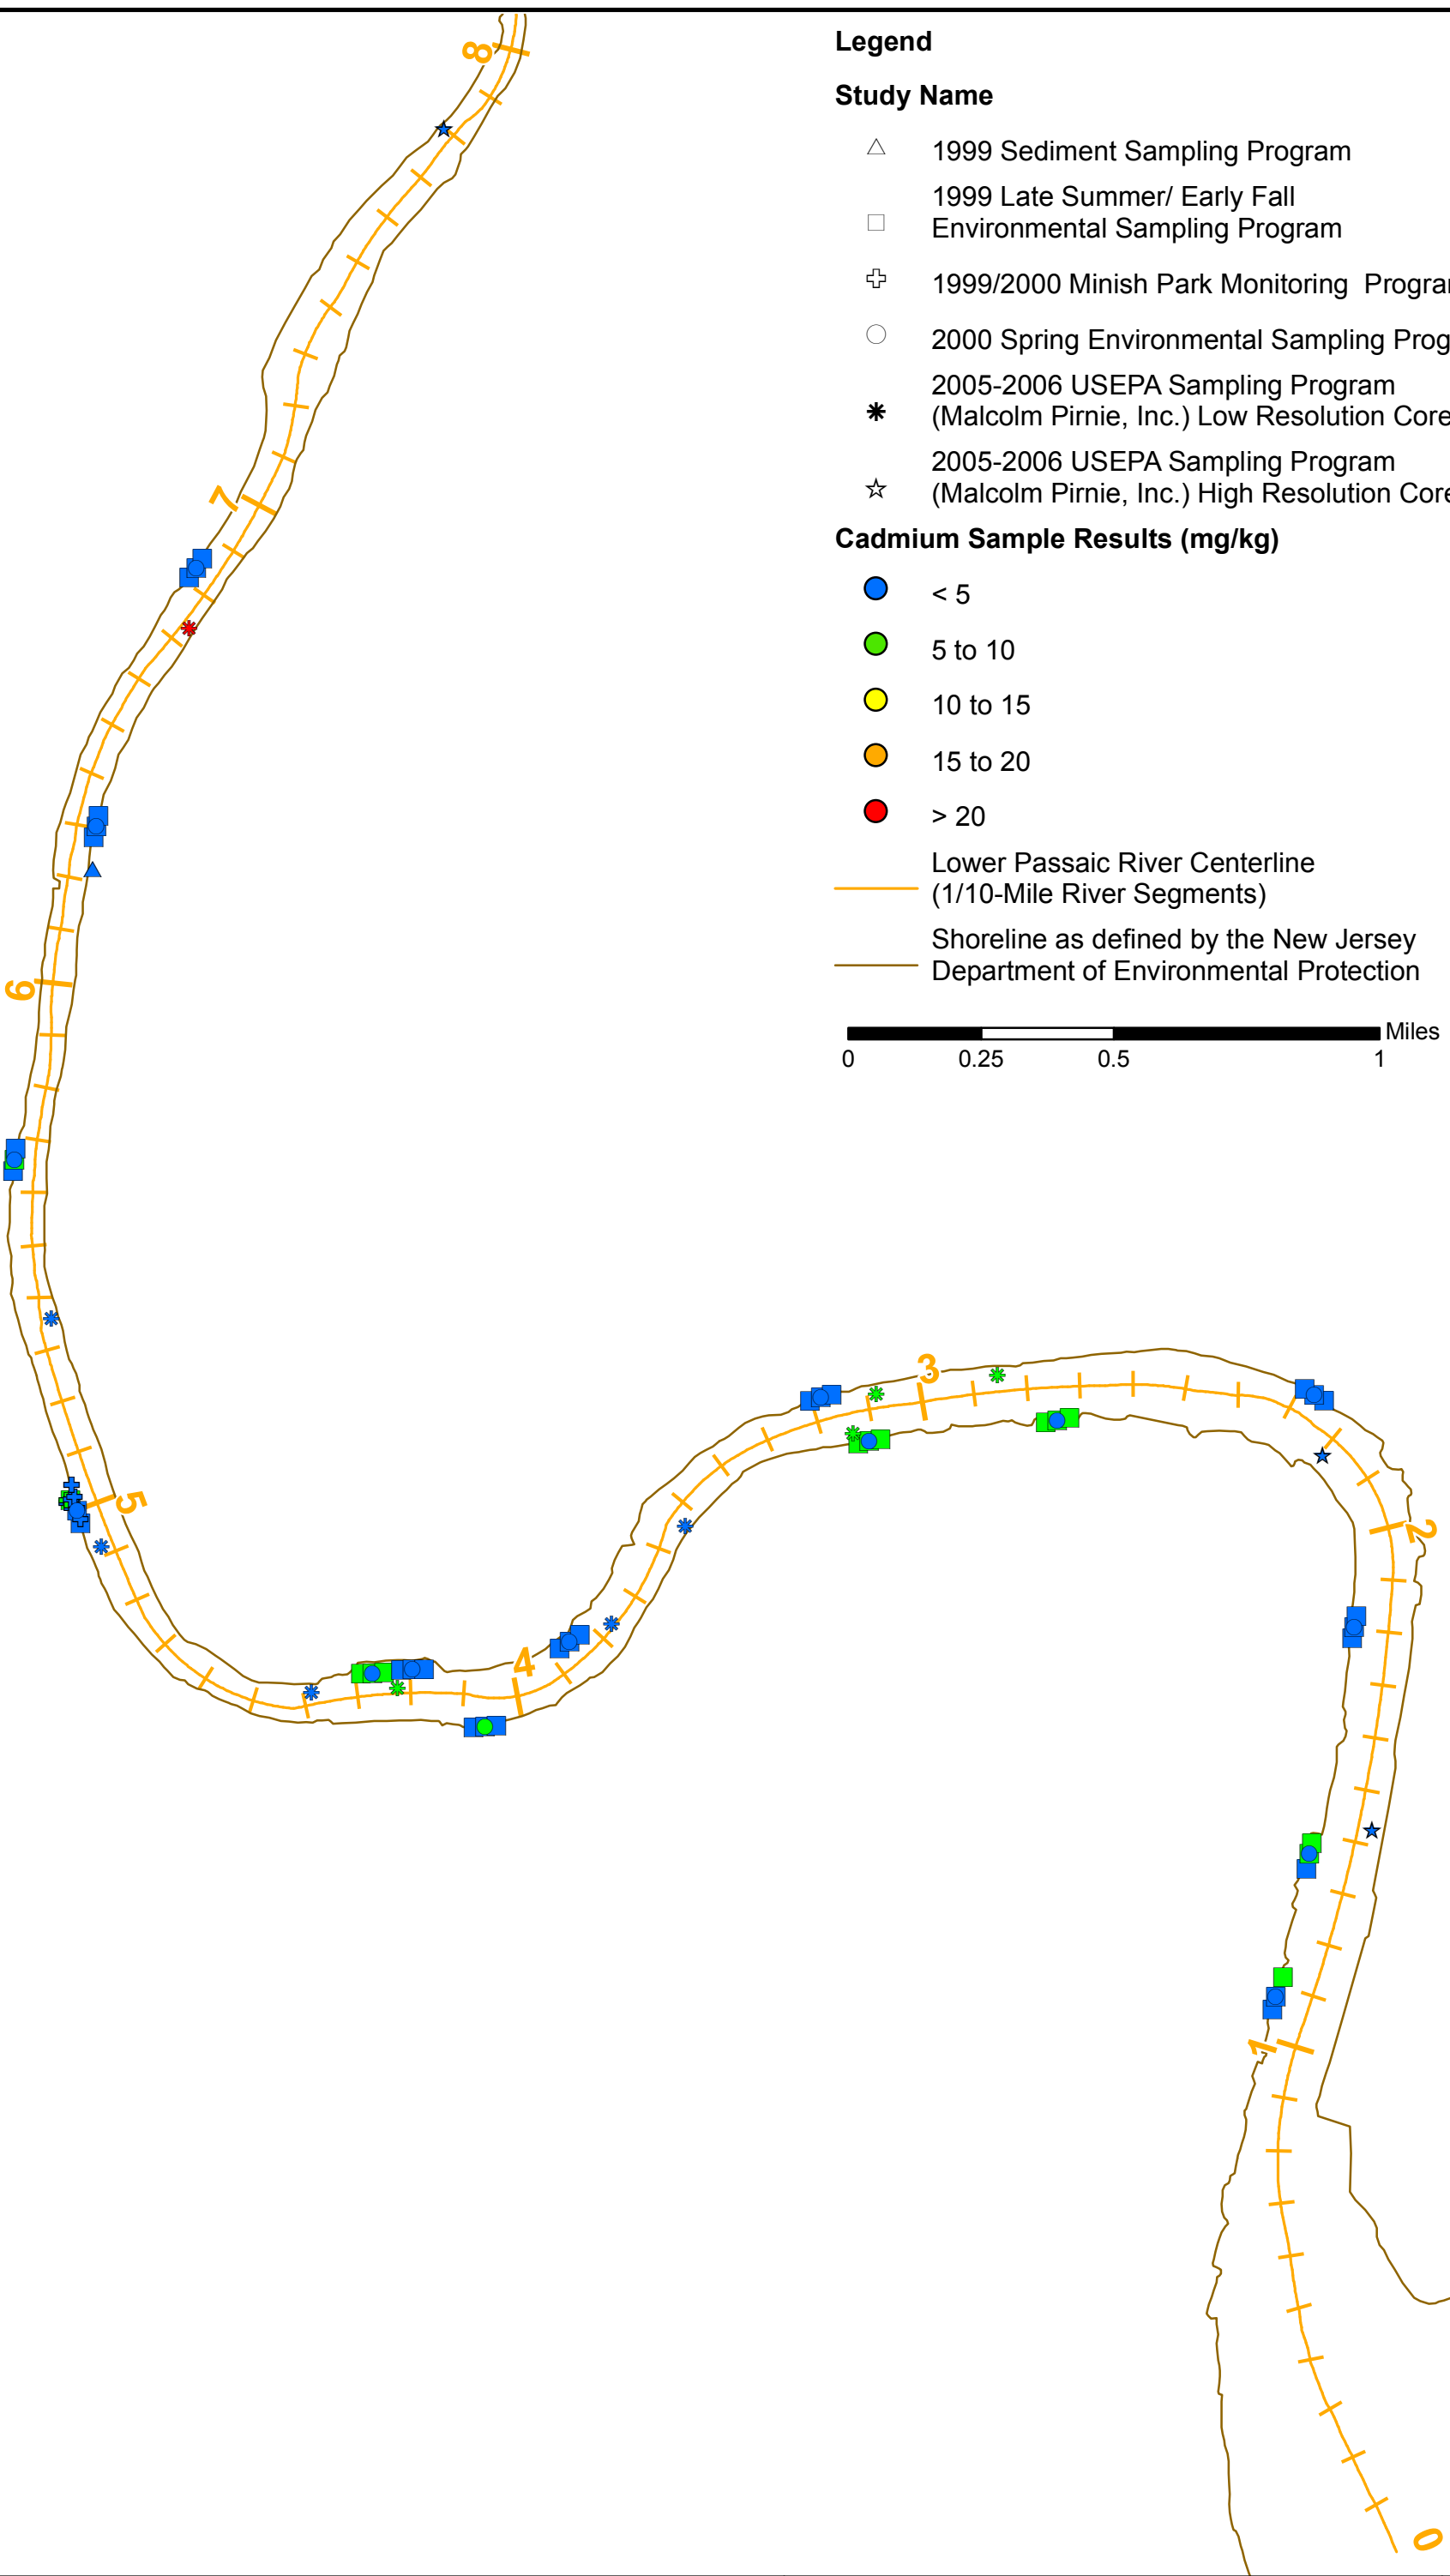 Legend
Study Name
1999 Sediment Sampling Program
1999 Late Summer/ Early Fall
Environmental Sampling Program
1999/2000 Minish Park Monitoring Progra
2000 Spring Environmental Sampling Prog
2005-2006 USEPA Sampling Program
(Malcolm Pirnie, Inc.) Low Resolution Core
2005-2006 USEPA Sampling Program
(Malcolm Pirnie, Inc.) High Resolution Core
Cadmium Sample Results (mg/kg)
< 5
5 to 10
10 to 15
15 to 20
> 20
Lower Passaic River Centerline
(1/10-Mile River Segments)
Shoreline as defined by the New Jersey
Department of Environmental Protection
Miles
0 0.25 0.5 1
8
7
6
5
4
3
2
1
0